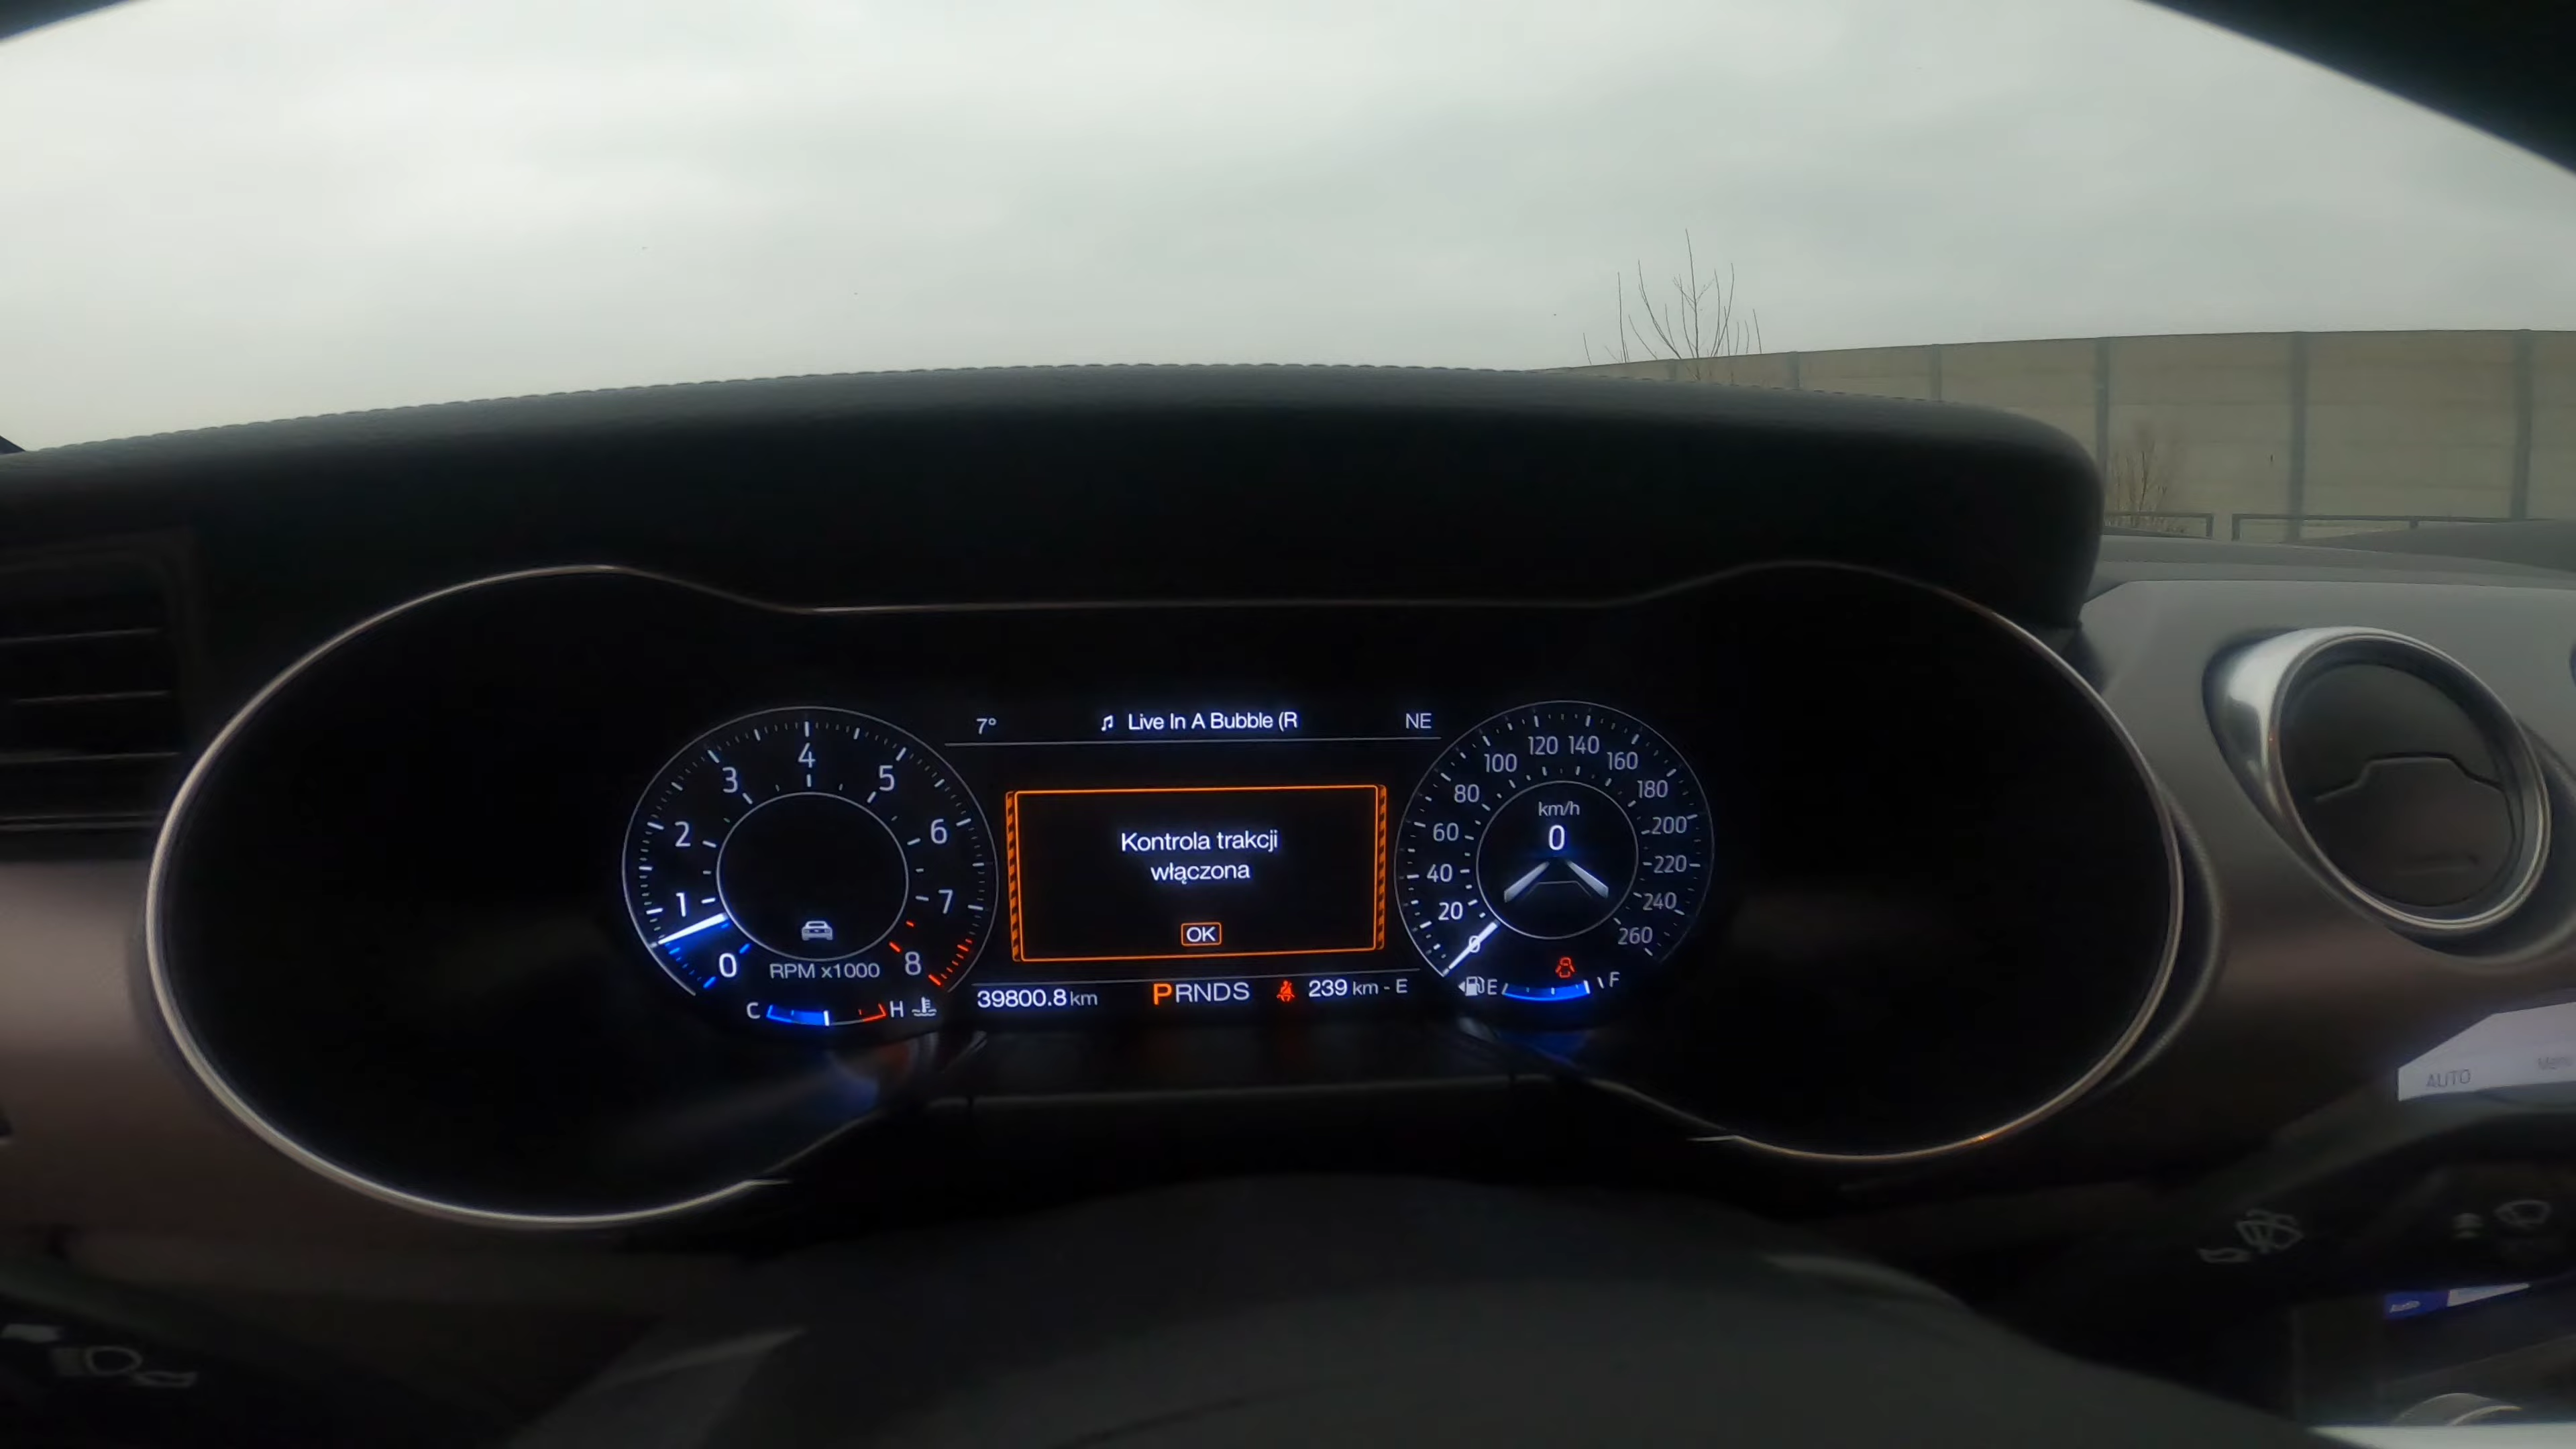 7° Live In A Bubble (R NE
Kontrola trakcji
włączona
OK
39800.8 km PRNDS 239 km - E
0 1 2 3 4 5 6 7 8
RPM x1000
C H
0 20 40 60 80 100 120 140 160 180 200 220 240 260
km/h
0
E F
AUTO